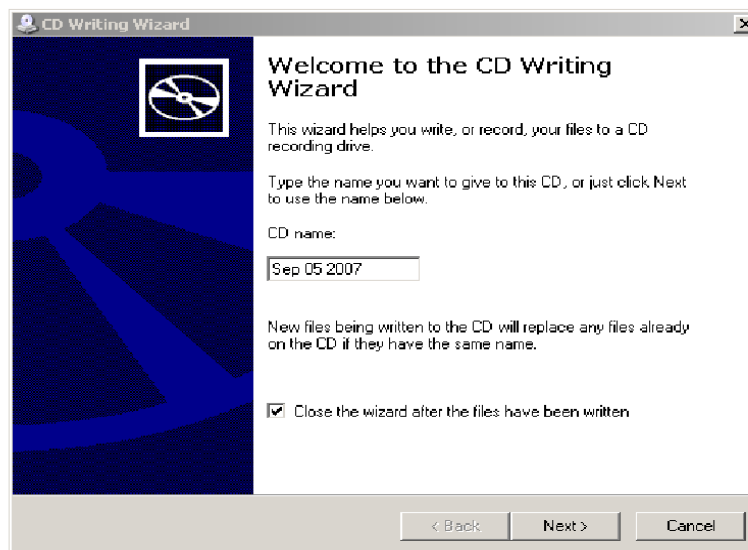 CD Writing Wizard
Welcome to the CD Writing
Wizard
This wizard helps you write, or record, your files to a CD
recording drive.
Type the name you want to give to this CD, or just click Next
to use the name below.
CD name:
Sep 05 2007
New files being written to the CD will replace any files already
on the CD if they have the same name.
Close the wizard after the files have been written
< Back Next > Cancel